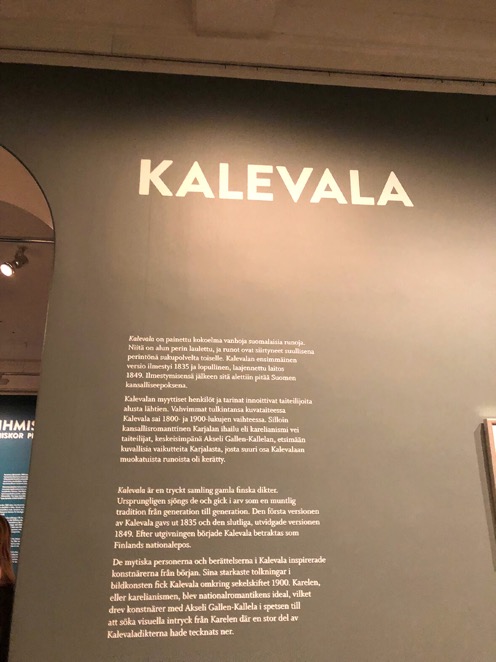 KALEVALA
Kalevala on painettu kokoelma vanhoja suomalaisia runoja.
Niitä on alun perin laulettu, ja runot ovat siirtyneet suullisena
perintönä sukupolvelta toiselle. Kalevalan ensimmäinen
versio ilmestyi 1835 ja lopullinen, laajennettu laitos
1849. Ilmestymisensä jälkeen sitä alettiin pitää Suomen
kansalliseepoksena.
Kalevalan myyttiset henkilöt ja tarinat innoittivat taiteilijoita
alusta lähtien. Vahvimmat tulkintansa kuvataiteessa
Kalevala sai 1800- ja 1900-lukujen vaihteessa. Silloin
kansallisromanttinen Karjalan ihailu eli karelianismi vei
taiteilijat, keskeisimpänä Akseli Gallen-Kallelan, etsimään
kuvallisia vaikutteita Karjalasta, josta suuri osa Kalevalaan
muokatuista runoista oli kerätty.
Kalevala är en tryckt samling gamla finska dikter.
Ursprungligen sjöngs de och gick i arv som en muntlig
tradition från generation till generation. Den första versionen
av Kalevala gavs ut 1835 och den slutliga, utvidgade versionen
1849. Efter utgivningen började Kalevala betraktas som
Finlands nationalepos.
De mytiska personerna och berättelserna i Kalevala inspirerade
konstnärerna från början. Sina starkaste tolkningar i
bildkonsten fick Kalevala omkring sekelskiftet 1900. Karelen,
eller karelianismen, blev nationalromantikens ideal, vilket
drev konstnärer med Akseli Gallen-Kallela i spetsen till
att söka visuella intryck från Karelen där en stor del av
Kalevaladikterna hade tecknats ner.
IHMIS
NISKOR